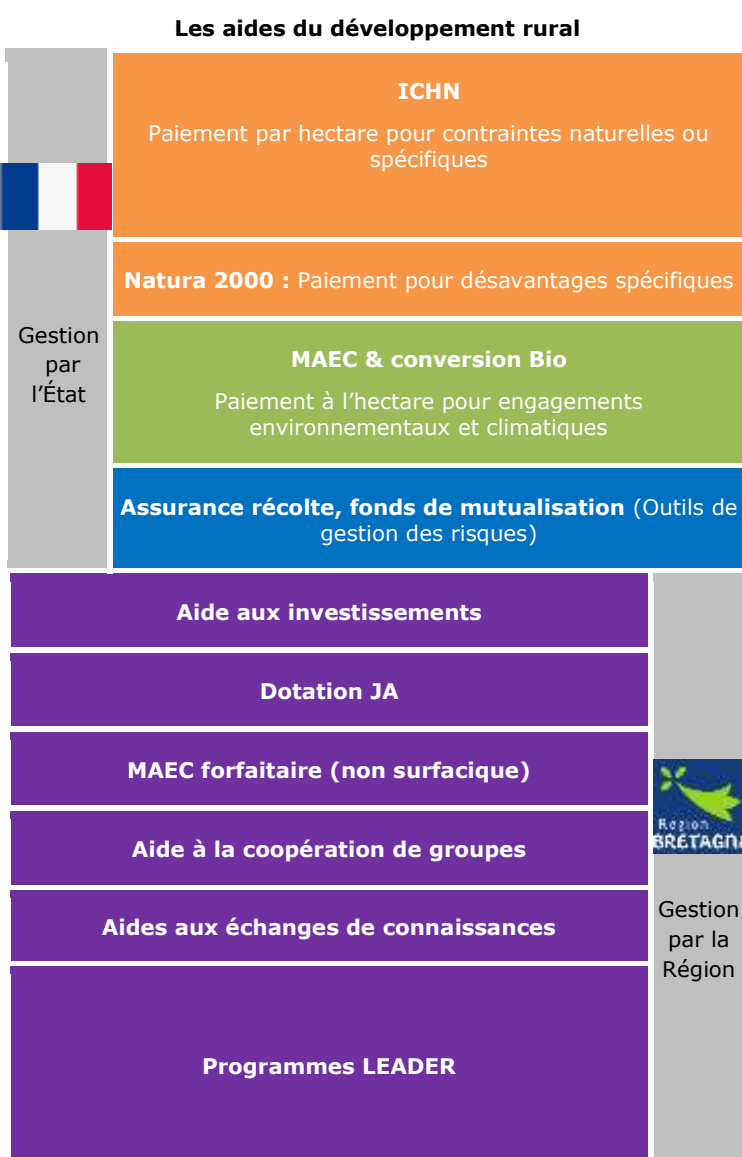 Les aides du développement rural
ICHN
Paiement par hectare pour contraintes naturelles ou
spécifiques
Natura 2000 : Paiement pour désavantages spécifiques
Gestion
par
l’État
MAEC & conversion Bio
Paiement à l’hectare pour engagements
environnementaux et climatiques
Assurance récolte, fonds de mutualisation (Outils de
gestion des risques)
Aide aux investissements
Dotation JA
MAEC forfaitaire (non surfacique)
Région
BRETAGN
Aide à la coopération de groupes
Aides aux échanges de connaissances
Gestion
par la
Région
Programmes LEADER